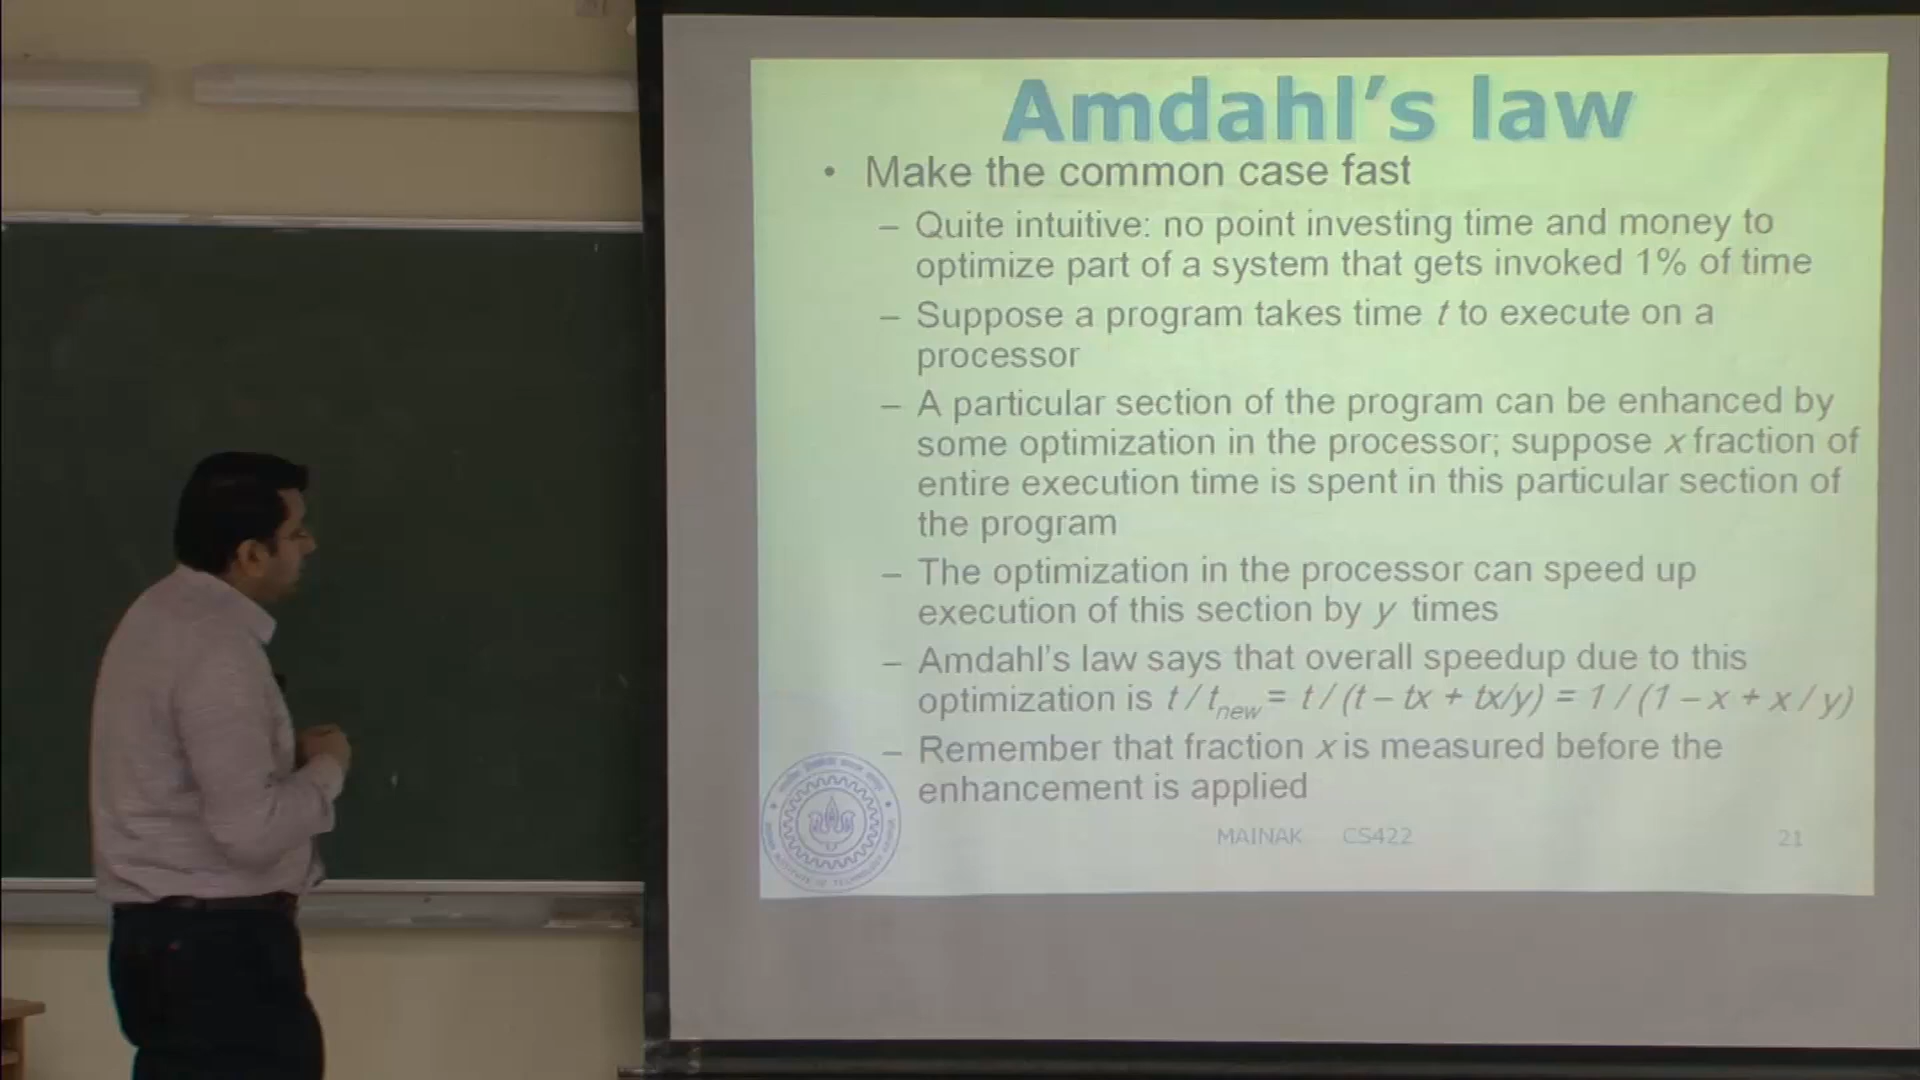 Amdahl's law
• Make the common case fast
– Quite intuitive: no point investing time and money to
optimize part of a system that gets invoked 1% of time
– Suppose a program takes time t to execute on a
processor
– A particular section of the program can be enhanced by
some optimization in the processor; suppose x fraction of
entire execution time is spent in this particular section of
the program
– The optimization in the processor can speed up
execution of this section by y times
– Amdahl's law says that overall speedup due to this
optimization is t / tnew = t / (t – tx + tx/y) = 1 / (1 – x + x / y)
– Remember that fraction x is measured before the
enhancement is applied
MAINAK CS422
21